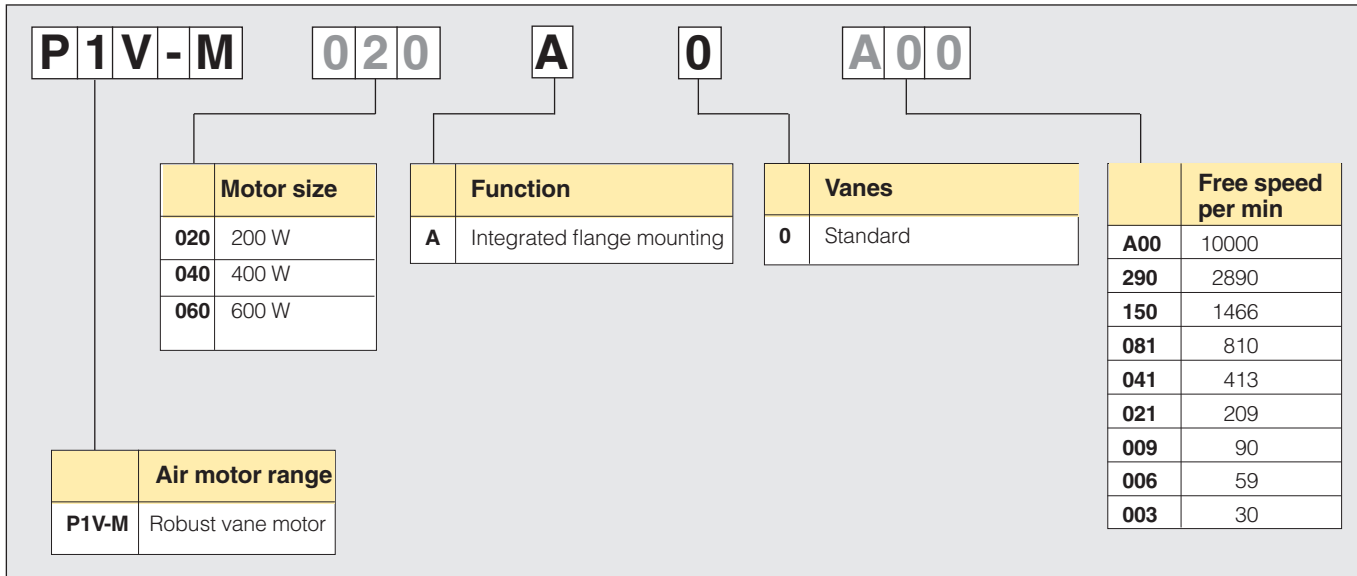 P1V-M 020 A 0 A00
Motor size
020 200 W
040 400 W
060 600 W
Function
A Integrated flange mounting
Vanes
0 Standard
Free speed
per min
A00 10000
290 2890
150 1466
081 810
041 413
021 209
009 90
006 59
003 30
Air motor range
P1V-M Robust vane motor